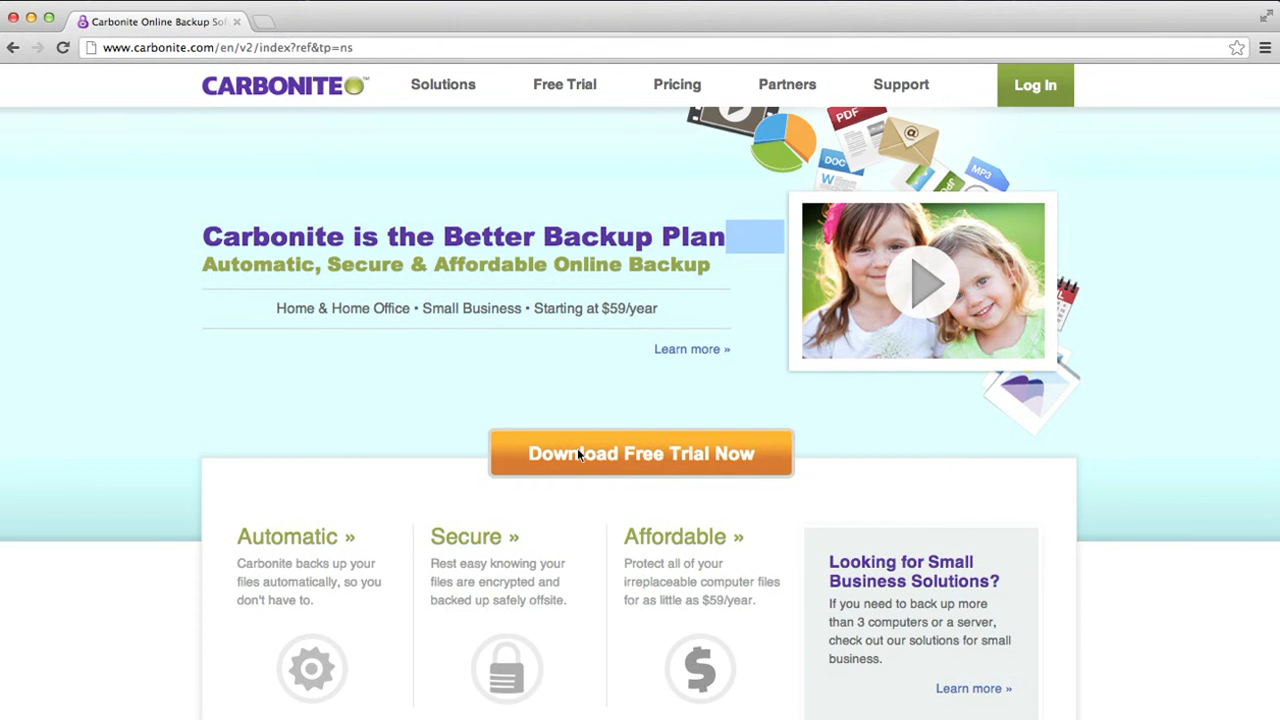 Carbonite Online Backup Sol
www.carbonite.com/en/v2/index?ref&tp=ns
CARBONITE™
Solutions
Free Trial
Pricing
Partners
Support
Log In
PDF
@
DOC
W
MP3
Carbonite is the Better Backup Plan
Automatic, Secure & Affordable Online Backup
Home & Home Office • Small Business • Starting at $59/year
Learn more »
Download Free Trial Now
Automatic »
Carbonite backs up your
files automatically, so you
don't have to.
Secure »
Rest easy knowing your
files are encrypted and
backed up safely offsite.
Affordable »
Protect all of your
irreplaceable computer files
for as little as $59/year.
$
Looking for Small
Business Solutions?
If you need to back up more
than 3 computers or a server,
check out our solutions for small
business.
Learn more »